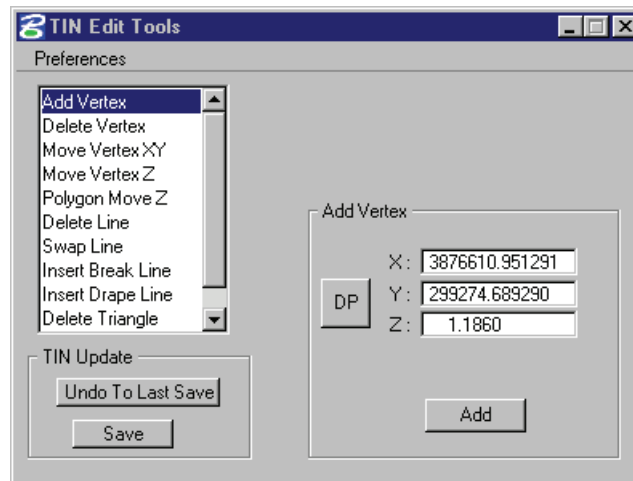 TIN Edit Tools
Preferences
Add Vertex
Delete Vertex
Move Vertex XY
Move Vertex Z
Polygon Move Z
Delete Line
Swap Line
Insert Break Line
Insert Drape Line
Delete Triangle
TIN Update
Undo To Last Save
Save
Add Vertex
DP
X: 3876610.951291
Y: 299274.689290
Z: 1.1860
Add